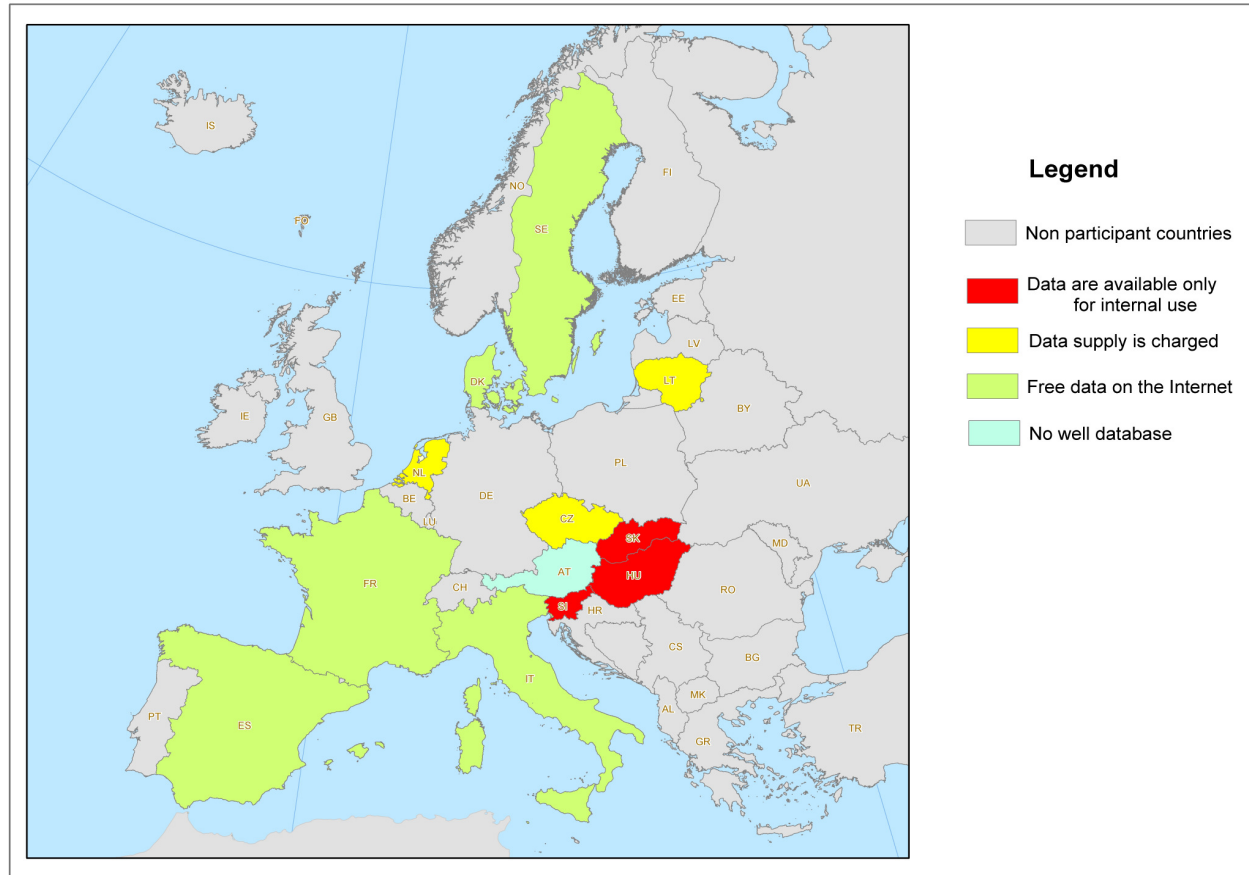 IS
FO
NO
SE
FI
EE
LV
LT
DK
BY
IE
GB
NL
BE
LU
DE
PL
UA
CZ
SK
MD
AT
HU
FR
CH
SI
HR
RO
CS
BG
IT
MK
AL
PT
ES
GR
TR
Legend
Non participant countries
Data are available only
for internal use
Data supply is charged
Free data on the Internet
No well database